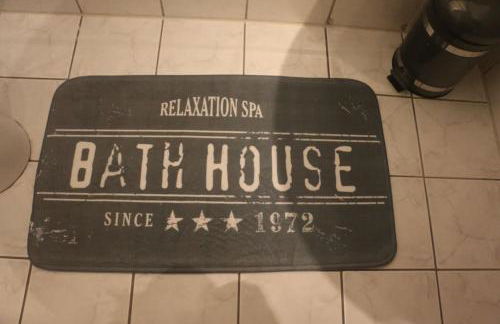 RELAXATION SPA
BATH HOUSE
SINCE ★ ★ ★ 1972